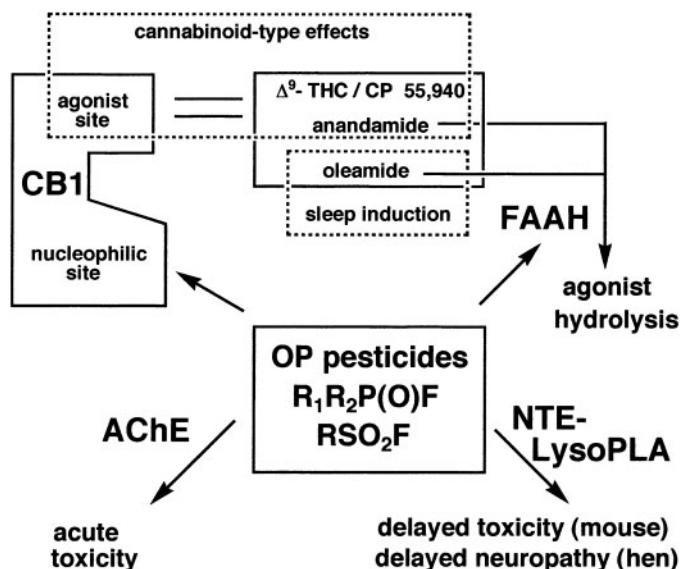 cannabinoid-type effects
agonist
site
Δ⁹- THC / CP 55,940
anandamide
CB1
oleamide
sleep induction
FAAH
nucleophilic
site
agonist
hydrolysis
OP pesticides
R₁R₂P(O)F
RSO₂F
AChE
NTE-
LysoPLA
acute
toxicity
delayed toxicity (mouse)
delayed neuropathy (hen)